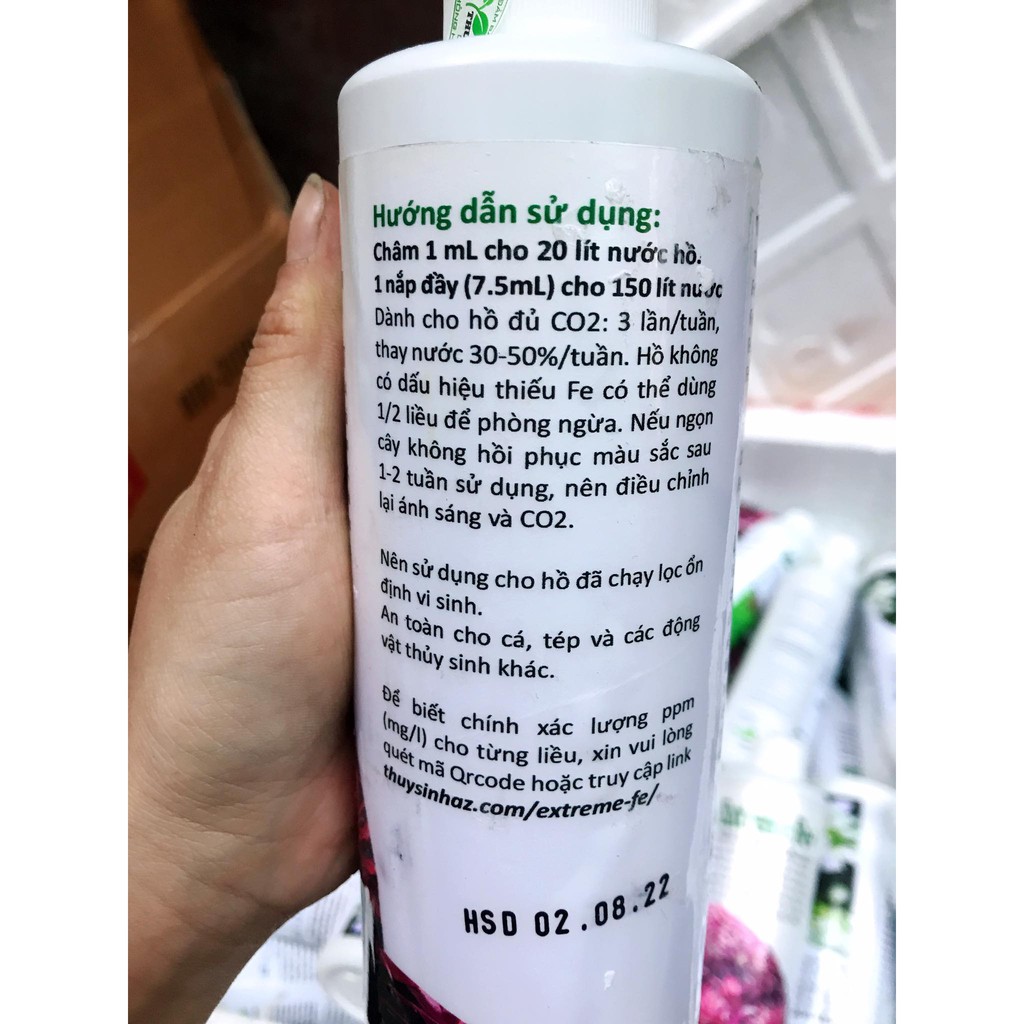 Hướng dẫn sử dụng:
Châm 1 mL cho 20 lít nước hồ.
1 nắp đầy (7.5mL) cho 150 lít nước
Dành cho hồ đủ CO2: 3 lần/tuần,
thay nước 30-50%/tuần. Hồ không
có dấu hiệu thiếu Fe có thể dùng
1/2 liều để phòng ngừa. Nếu ngọn
cây không hồi phục màu sắc sau
1-2 tuần sử dụng, nên điều chỉnh
lại ánh sáng và CO2.
Nên sử dụng cho hồ đã chạy lọc ổn
định vi sinh.
An toàn cho cá, tép và các động
vật thủy sinh khác.
Để biết chính xác lượng ppm
(mg/l) cho từng liều, xin vui lòng
quét mã Qrcode hoặc truy cập link
thuysinhaz.com/extreme-fe/
HSD 02.08.22